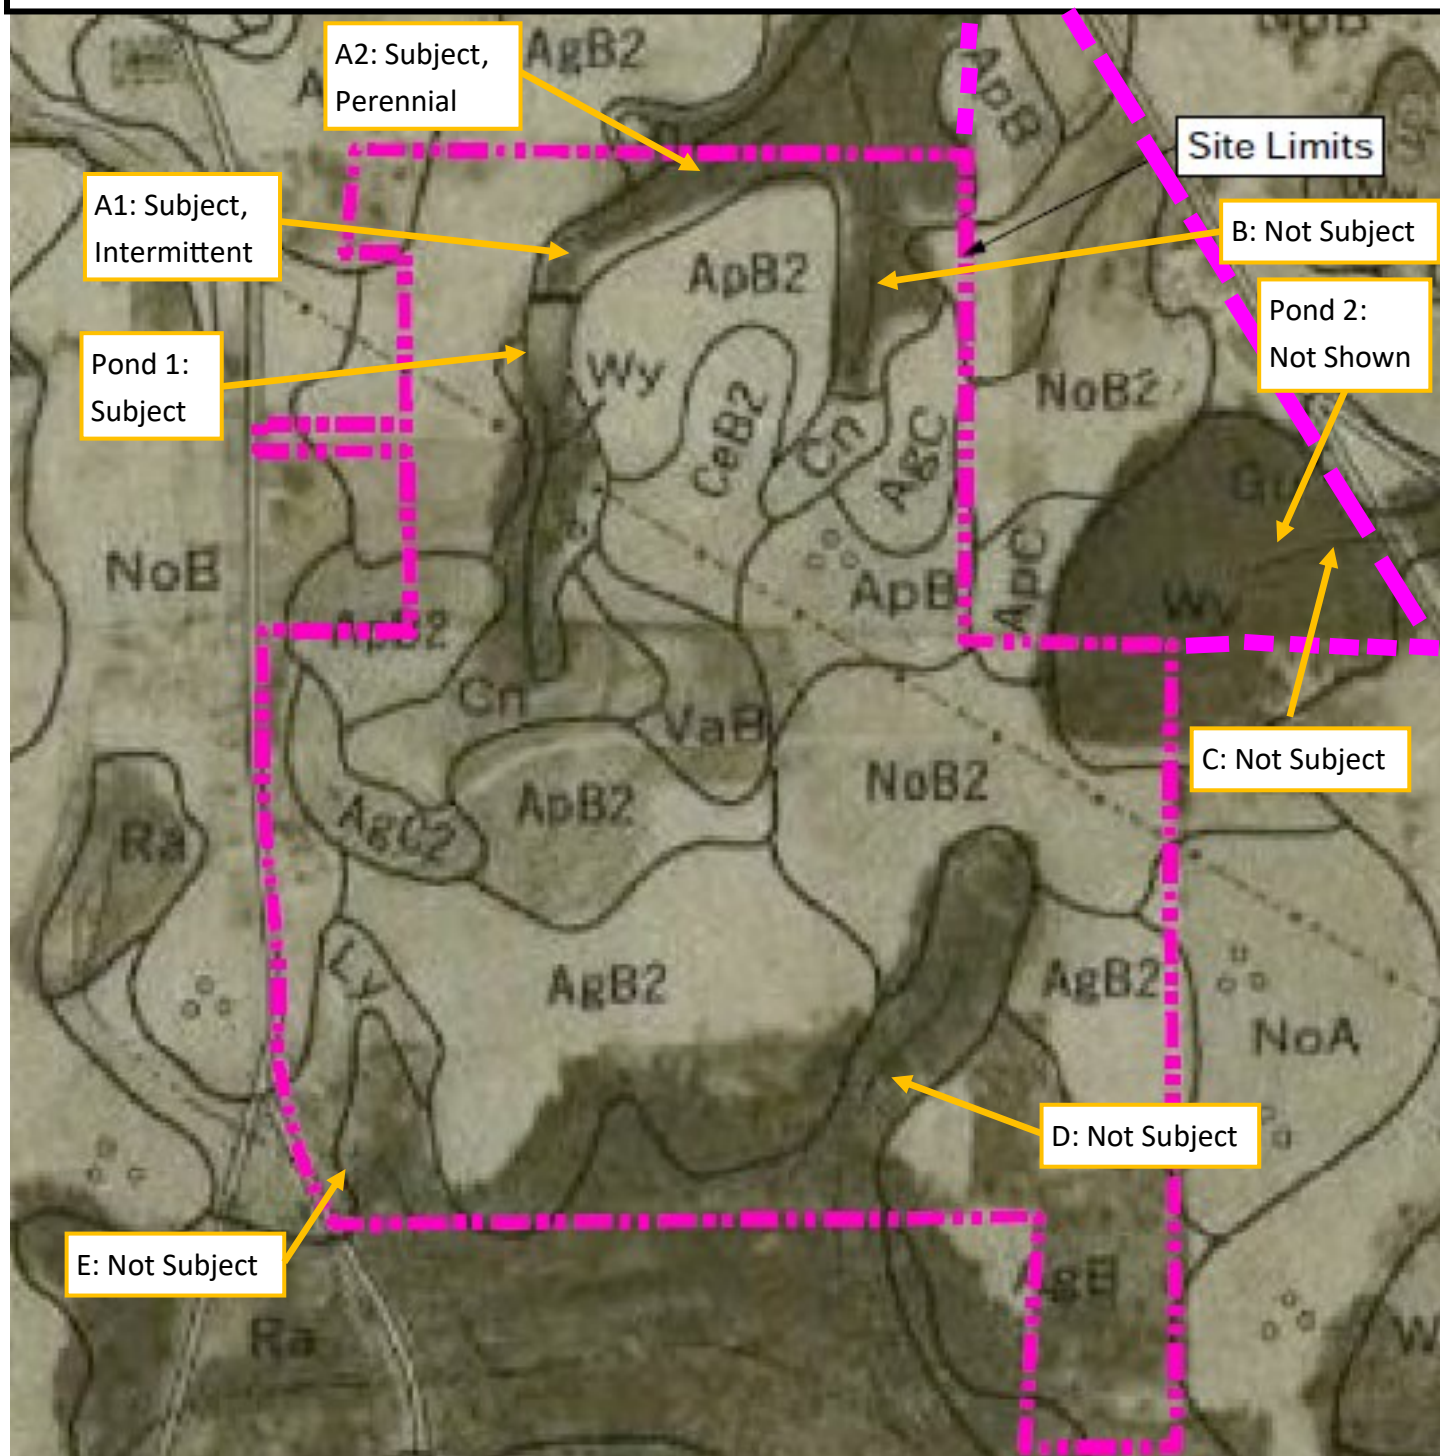 AgB2
A2: Subject,
Perennial
ApB
Site Limits
A1: Subject,
Intermittent
B: Not Subject
ApB2
Pond 2:
Not Shown
Pond 1:
Subject
Wy
NoB2
CeB2
Cn
AgC
NoB
ApB
ApC
Wy
ApB2
Cn
VaB
C: Not Subject
NoB2
ApB2
AgC2
Ra
Ly
AgB2
AgB2
NoA
D: Not Subject
E: Not Subject
AgB
Ra